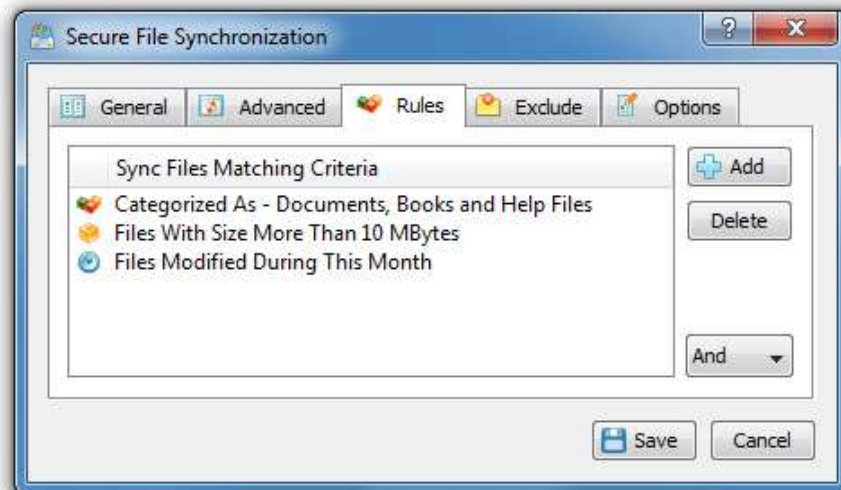 Secure File Synchronization
General Advanced Rules Exclude Options
Sync Files Matching Criteria
Add
Categorized As - Documents, Books and Help Files
Delete
Files With Size More Than 10 MBytes
Files Modified During This Month
And
Save Cancel